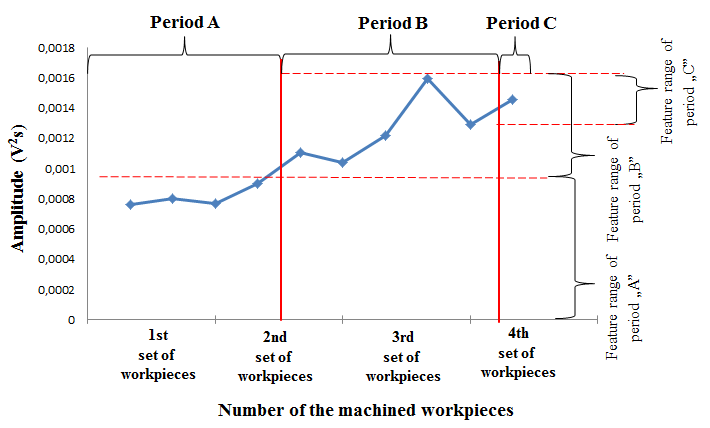 Period A
Period B
Period C
0,0018
0,0016
0,0014
0,0012
0,001
0,0008
0,0006
0,0004
0,0002
0
Amplitude (V²s)
1st
set of
workpieces
2nd
set of
workpieces
3rd
set of
workpieces
4th
set of
workpieces
Number of the machined workpieces
Feature range of
period „C”
Feature range of
period „B”
Feature range of
period „A”